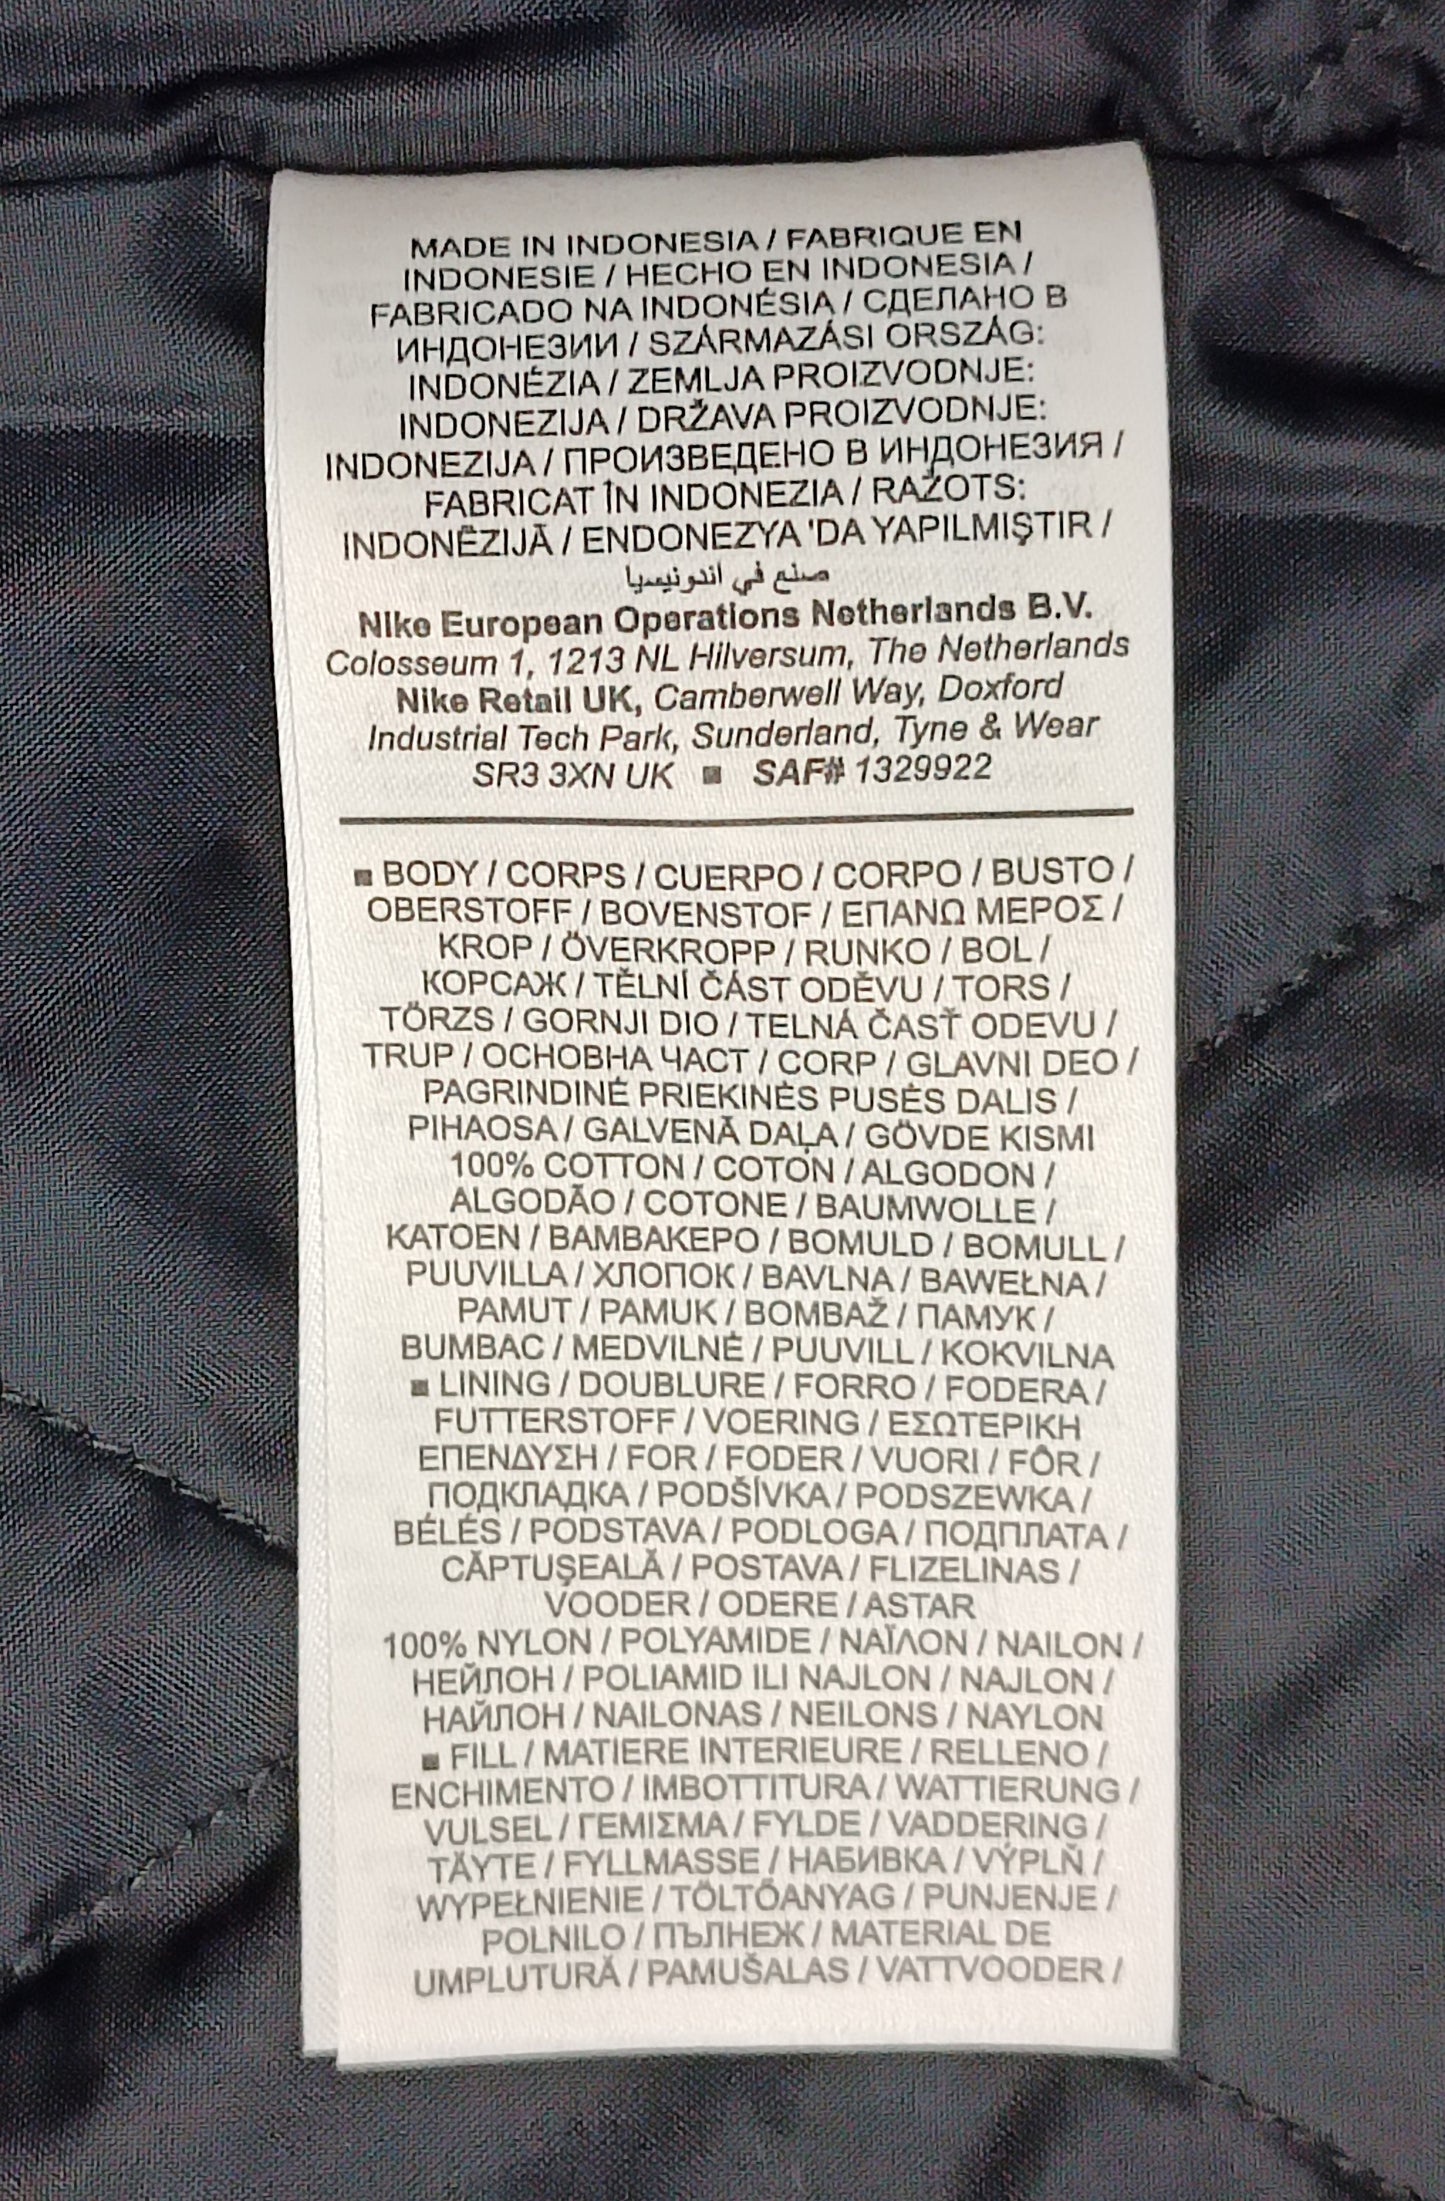 MADE IN INDONESIA / FABRIQUE EN
INDONESIE / HECHO EN INDONESIA /
FABRICADO NA INDONÉSIA / СДЕЛАНО В
ИНДОНЕЗИИ / SZÁRMAZÁSI ORSZÁG:
INDONÉZIA / ZEMLJA PROIZVODNJE:
INDONEZIJA / DRŽAVA PROIZVODNJE:
INDONEZIJA / ПРОИЗВЕДЕНО В ИНДОНЕЗИЯ /
FABRICAT ÎN INDONEZIA / RAŽOTS:
INDONĒZIJĀ / ENDONEZYA 'DA YAPILMIŞTIR /
صنع في اندونيسيا
Nike European Operations Netherlands B.V.
Colosseum 1, 1213 NL Hilversum, The Netherlands
Nike Retail UK, Camberwell Way, Doxford
Industrial Tech Park, Sunderland, Tyne & Wear
SR3 3XN UK ■ SAF# 1329922
■ BODY / CORPS / CUERPO / CORPO / BUSTO /
OBERSTOFF / BOVENSTOF / ΕΠΑΝΩ ΜΕΡΟΣ /
KROP / ÖVERKROPP / RUNKO / BOL /
КОРСАЖ / TĚLNÍ ČÁST ODĚVU / TORS /
TÖRZS / GORNJI DIO / TELNÁ ČASŤ ODEVU /
TRUP / ОСНОВНА ЧАСТ / CORP / GLAVNI DEO /
PAGRINDINĖ PRIEKINĖS PUSĖS DALIS /
PIHAOSA / GALVENĀ DAĻA / GÖVDE KISMI
100% COTTON / COTON / ALGODON /
ALGODÃO / COTONE / BAUMWOLLE /
KATOEN / ΒΑΜΒΑΚΕΡΟ / BOMULD / BOMULL /
PUUVILLA / ХЛОПОК / BAVLNA / BAWEŁNA /
PAMUT / PAMUK / BOMBAŽ / ПАМУК /
BUMBAC / MEDVILNĖ / PUUVILL / KOKVILNA
■ LINING / DOUBLURE / FORRO / FODERA /
FUTTERSTOFF / VOERING / ΕΣΩΤΕΡΙΚΗ
ΕΠΕΝΔΥΣΗ / FOR / FODER / VUORI / FÔR /
ПОДКЛАДКА / PODŠÍVKA / PODSZEWKA /
BÉLÉS / PODSTAVA / PODLOGA / ПОДПЛАТА /
CĂPTUŞEALĂ / POSTAVA / FLIZELINAS /
VOODER / ODERE / ASTAR
100% NYLON / POLYAMIDE / ΝΑΪΛΟΝ / NAILON /
НЕЙЛОН / POLIAMID ILI NAJLON / NAJLON /
НАЙЛОН / NAILONAS / NEILONS / NAYLON
■ FILL / MATIERE INTERIEURE / RELLENO /
ENCHIMENTO / IMBOTTITURA / WATTIERUNG /
VULSEL / ΓΕΜΙΣΜΑ / FYLDE / VADDERING /
TÄYTE / FYLLMASSE / НАБИВКА / VÝPLŇ /
WYPEŁNIENIE / TÖLTŐANYAG / PUNJENJE /
POLNILO / ПЪЛНЕЖ / MATERIAL DE
UMPLUTURĂ / PAMUŠALAS / VATTVOODER /